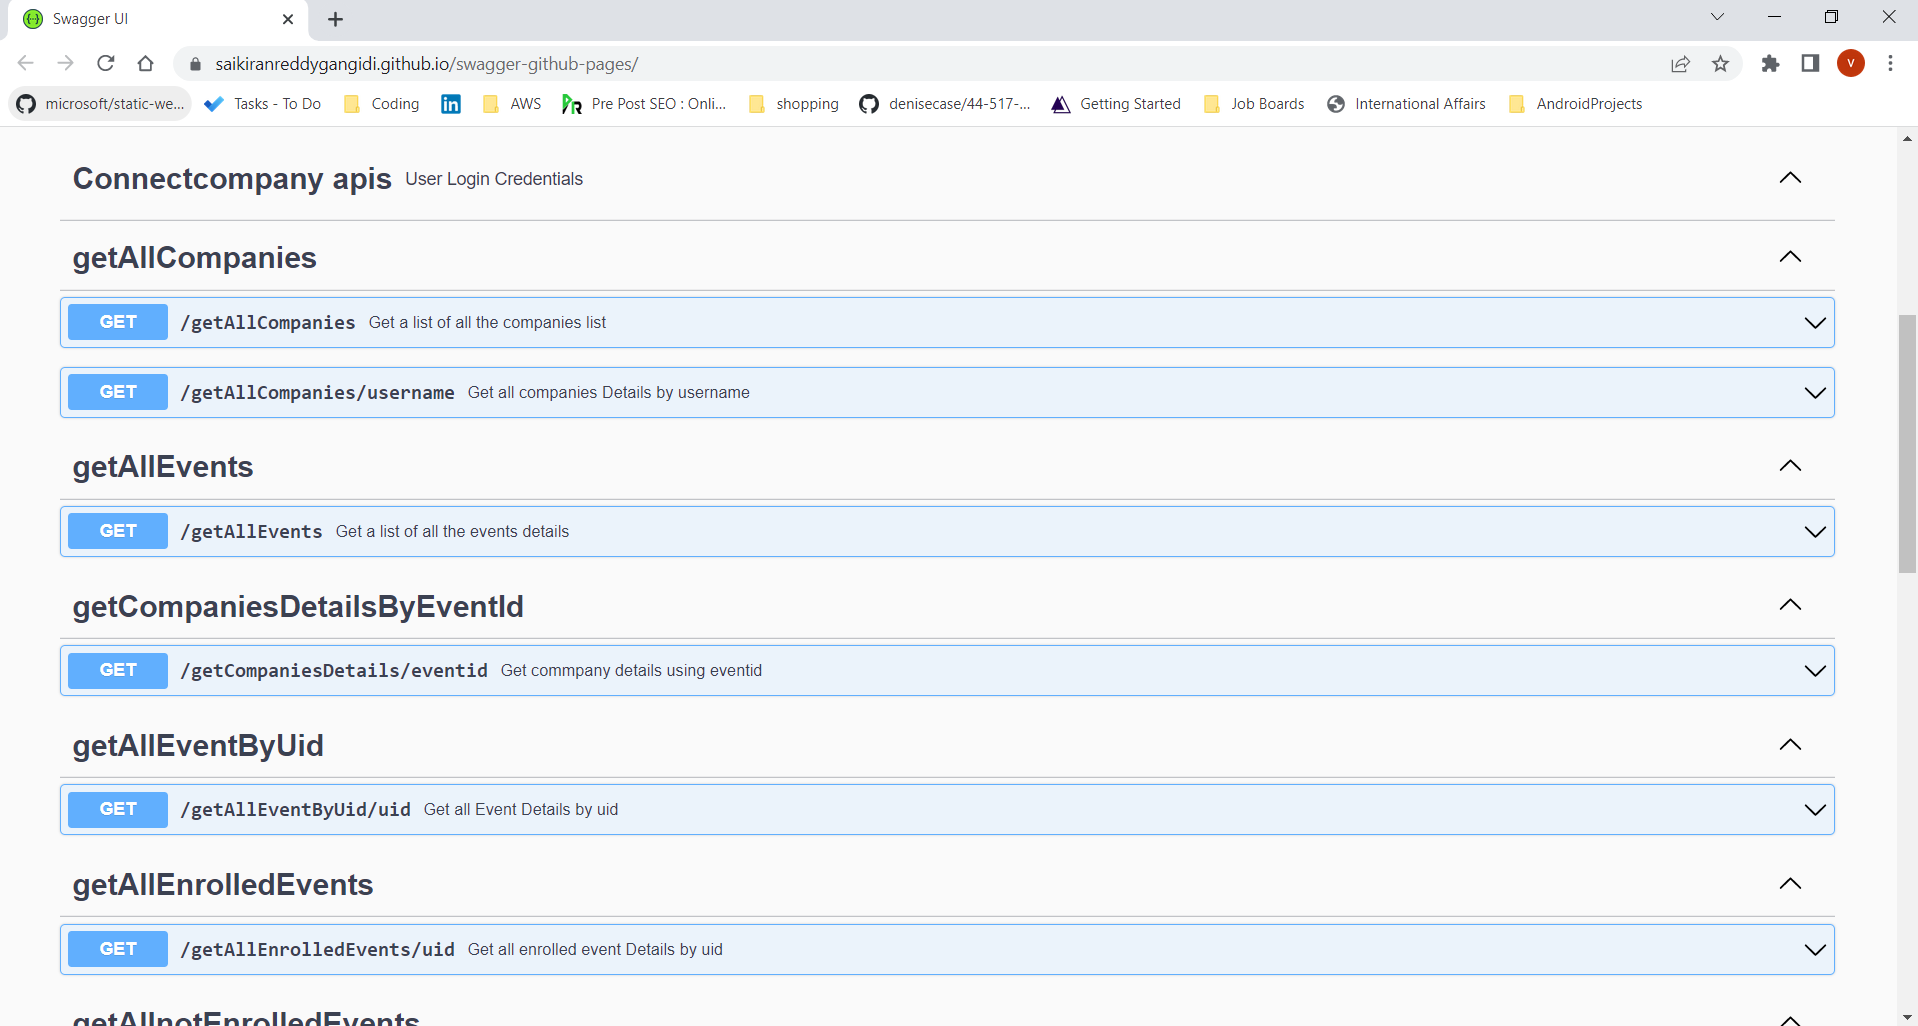 Swagger UI
saikiranreddygangidi.github.io/swagger-github-pages/
V
microsoft/static-we... Tasks - To Do Coding in AWS Pre Post SEO : Onli... shopping denisecase/44-517-... Getting Started Job Boards International Affairs AndroidProjects
Connectcompany apis User Login Credentials
getAllCompanies
GET /getAllCompanies Get a list of all the companies list
GET /getAllCompanies/username Get all companies Details by username
getAllEvents
GET /getAllEvents Get a list of all the events details
getCompaniesDetailsByEventId
GET /getCompaniesDetails/eventid Get commpany details using eventid
getAllEventByUid
GET /getAllEventByUid/uid Get all Event Details by uid
getAllEnrolledEvents
GET /getAllEnrolledEvents/uid Get all enrolled event Details by uid
getAllnotEnrolledEvents